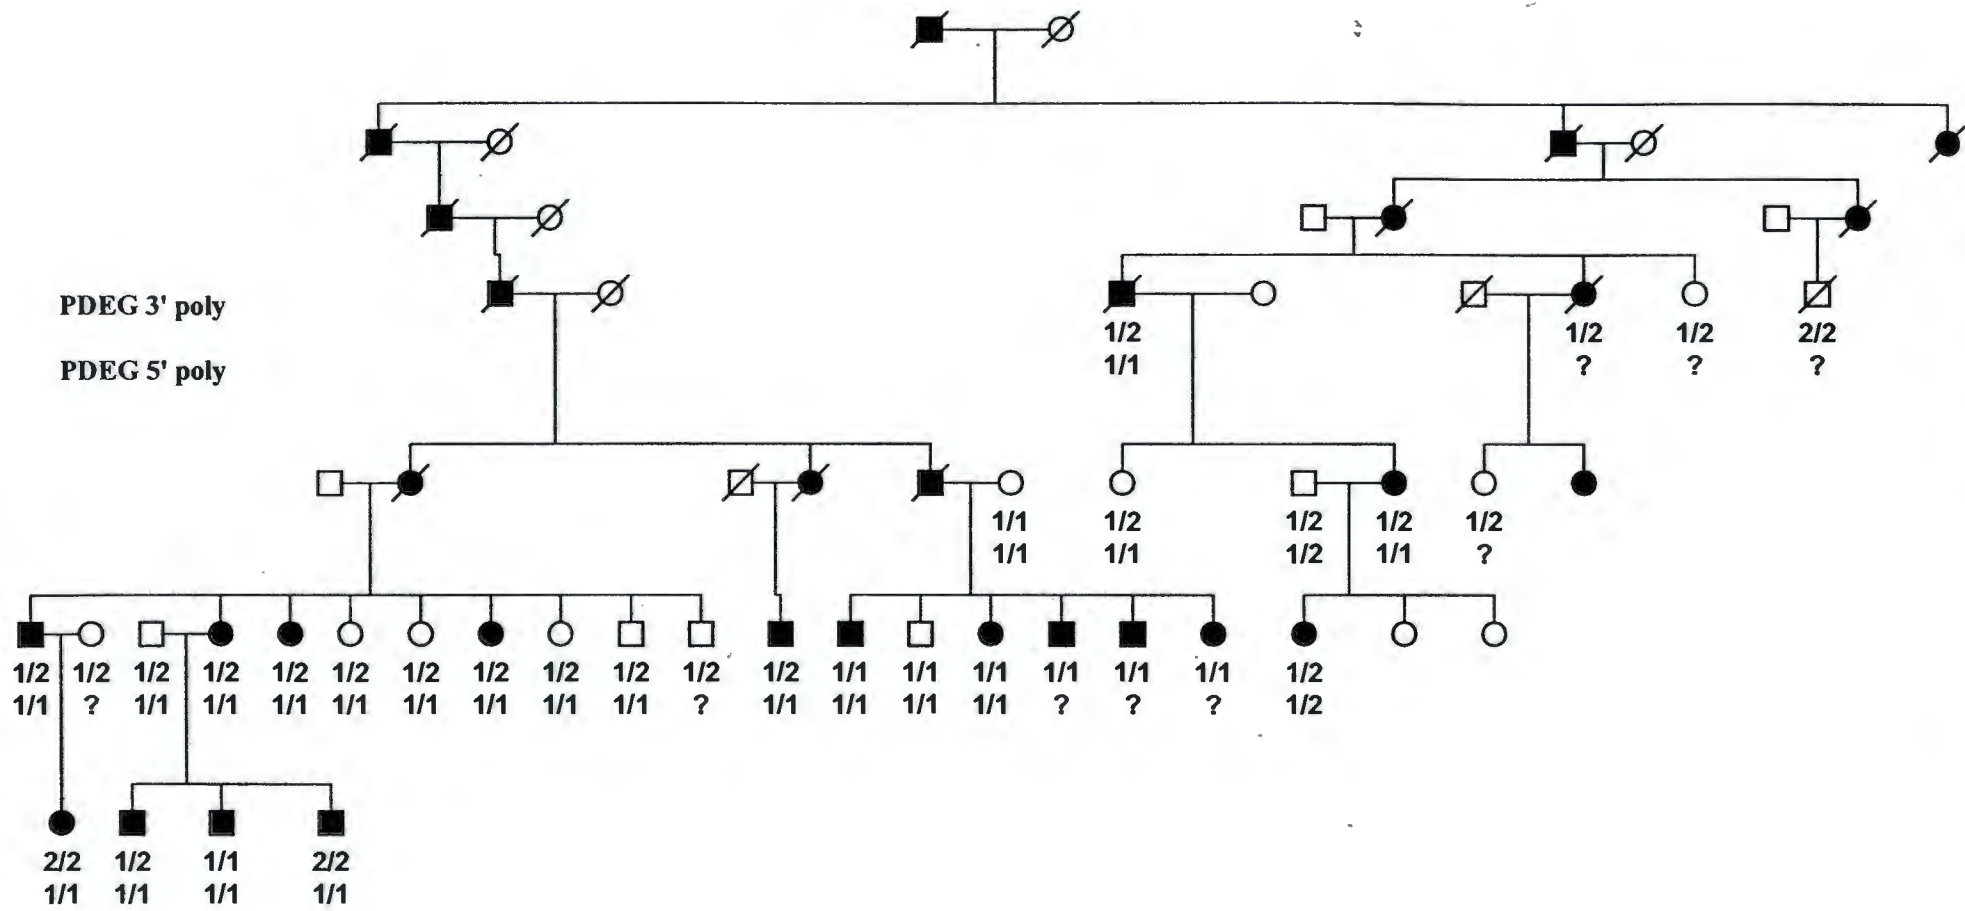 PDEG 3' poly
1/2 1/2 1/2 2/2
PDEG 5' poly
1/1 ? ? ?
1/1 1/2 1/2 1/2 1/2
1/1 1/1 1/2 1/1 ?
1/2 1/2 1/2 1/2 1/2 1/2 1/2 1/2 1/2 1/2 1/2 1/2 1/1 1/1 1/1 1/1 1/1 1/1 1/2
1/1 ? 1/1 1/1 1/1 1/1 1/1 1/1 1/1 1/1 ? 1/1 1/1 1/1 1/1 ? ? ? 1/2
2/2 1/2 1/1 2/2
1/1 1/1 1/1 1/1